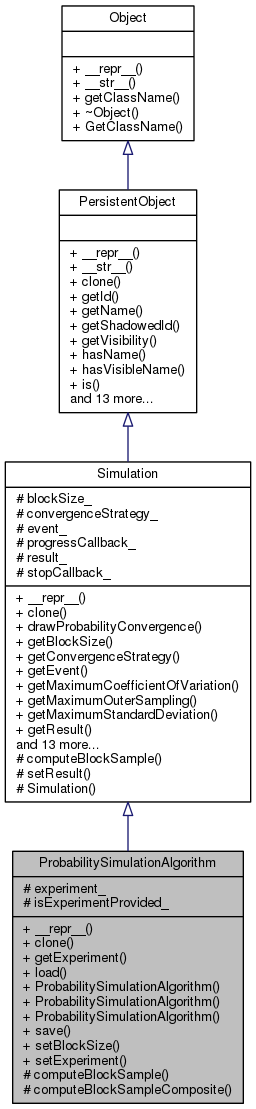 Object
+ __repr__()
+ __str__()
+ getClassName()
+ ~Object()
+ GetClassName()
PersistentObject
+ __repr__()
+ __str__()
+ clone()
+ getId()
+ getName()
+ getShadowedId()
+ getVisibility()
+ hasName()
+ hasVisibleName()
+ is()
and 13 more...
Simulation
# blockSize_
# convergenceStrategy_
# event_
# progressCallback_
# result_
# stopCallback_
+ __repr__()
+ clone()
+ drawProbabilityConvergence()
+ getBlockSize()
+ getConvergenceStrategy()
+ getEvent()
+ getMaximumCoefficientOfVariation()
+ getMaximumOuterSampling()
+ getMaximumStandardDeviation()
+ getResult()
and 13 more...
# computeBlockSample()
# setResult()
# Simulation()
ProbabilitySimulationAlgorithm
# experiment_
# isExperimentProvided_
+ __repr__()
+ clone()
+ getExperiment()
+ load()
+ ProbabilitySimulationAlgorithm()
+ ProbabilitySimulationAlgorithm()
+ ProbabilitySimulationAlgorithm()
+ save()
+ setBlockSize()
+ setExperiment()
# computeBlockSample()
# computeBlockSampleComposite()